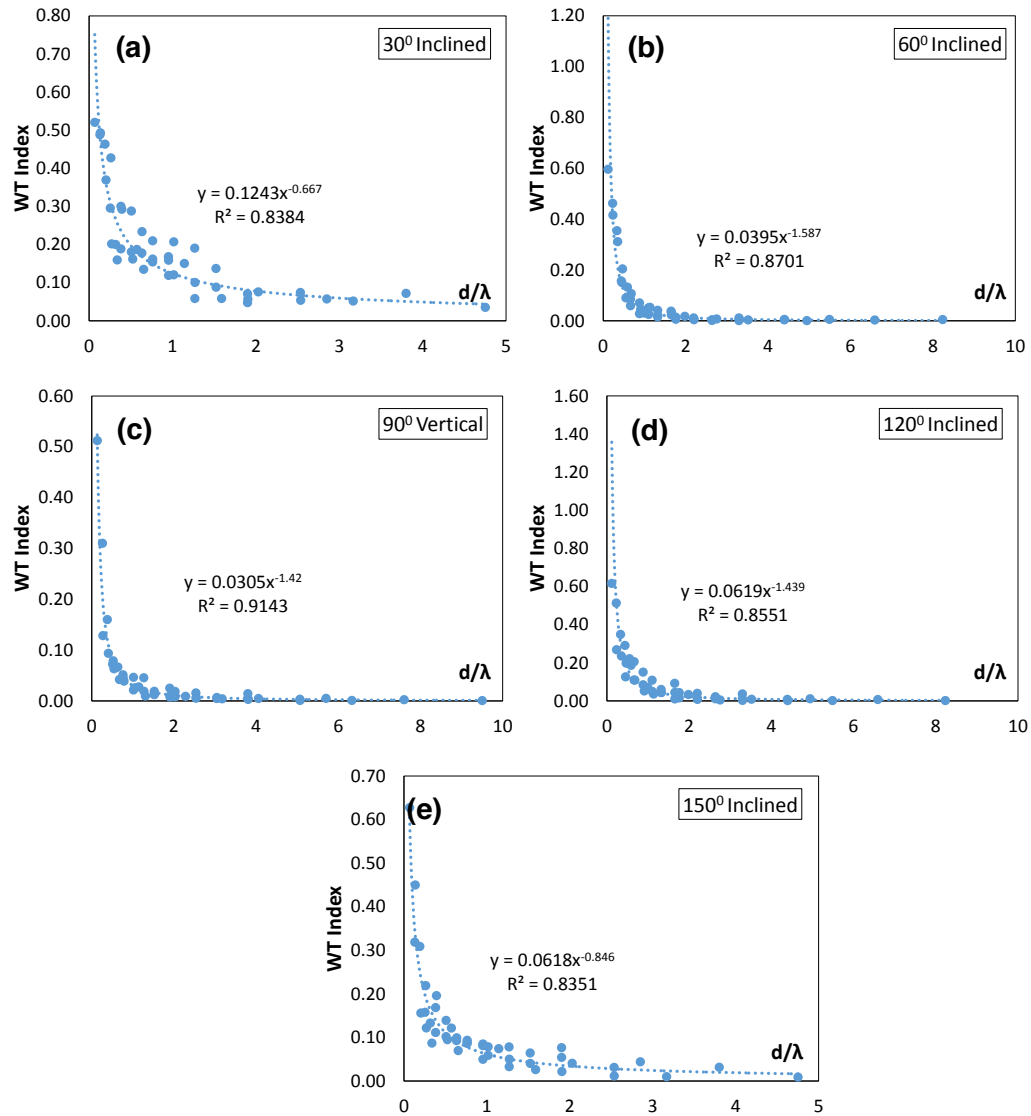 (a)
30⁰ Inclined
WT Index
0.80
0.70
0.60
0.50
0.40
0.30
0.20
0.10
0.00
y = 0.1243x^-0.667
R² = 0.8384
d/λ
0 1 2 3 4 5
(b)
60⁰ Inclined
WT Index
1.20
1.00
0.80
0.60
0.40
0.20
0.00
y = 0.0395x^-1.587
R² = 0.8701
d/λ
0 2 4 6 8 10
(c)
90⁰ Vertical
WT Index
0.60
0.50
0.40
0.30
0.20
0.10
0.00
y = 0.0305x^-1.42
R² = 0.9143
d/λ
0 2 4 6 8 10
(d)
120⁰ Inclined
WT Index
1.60
1.40
1.20
1.00
0.80
0.60
0.40
0.20
0.00
y = 0.0619x^-1.439
R² = 0.8551
d/λ
0 2 4 6 8 10
(e)
150⁰ Inclined
WT Index
0.70
0.60
0.50
0.40
0.30
0.20
0.10
0.00
y = 0.0618x^-0.846
R² = 0.8351
d/λ
0 1 2 3 4 5